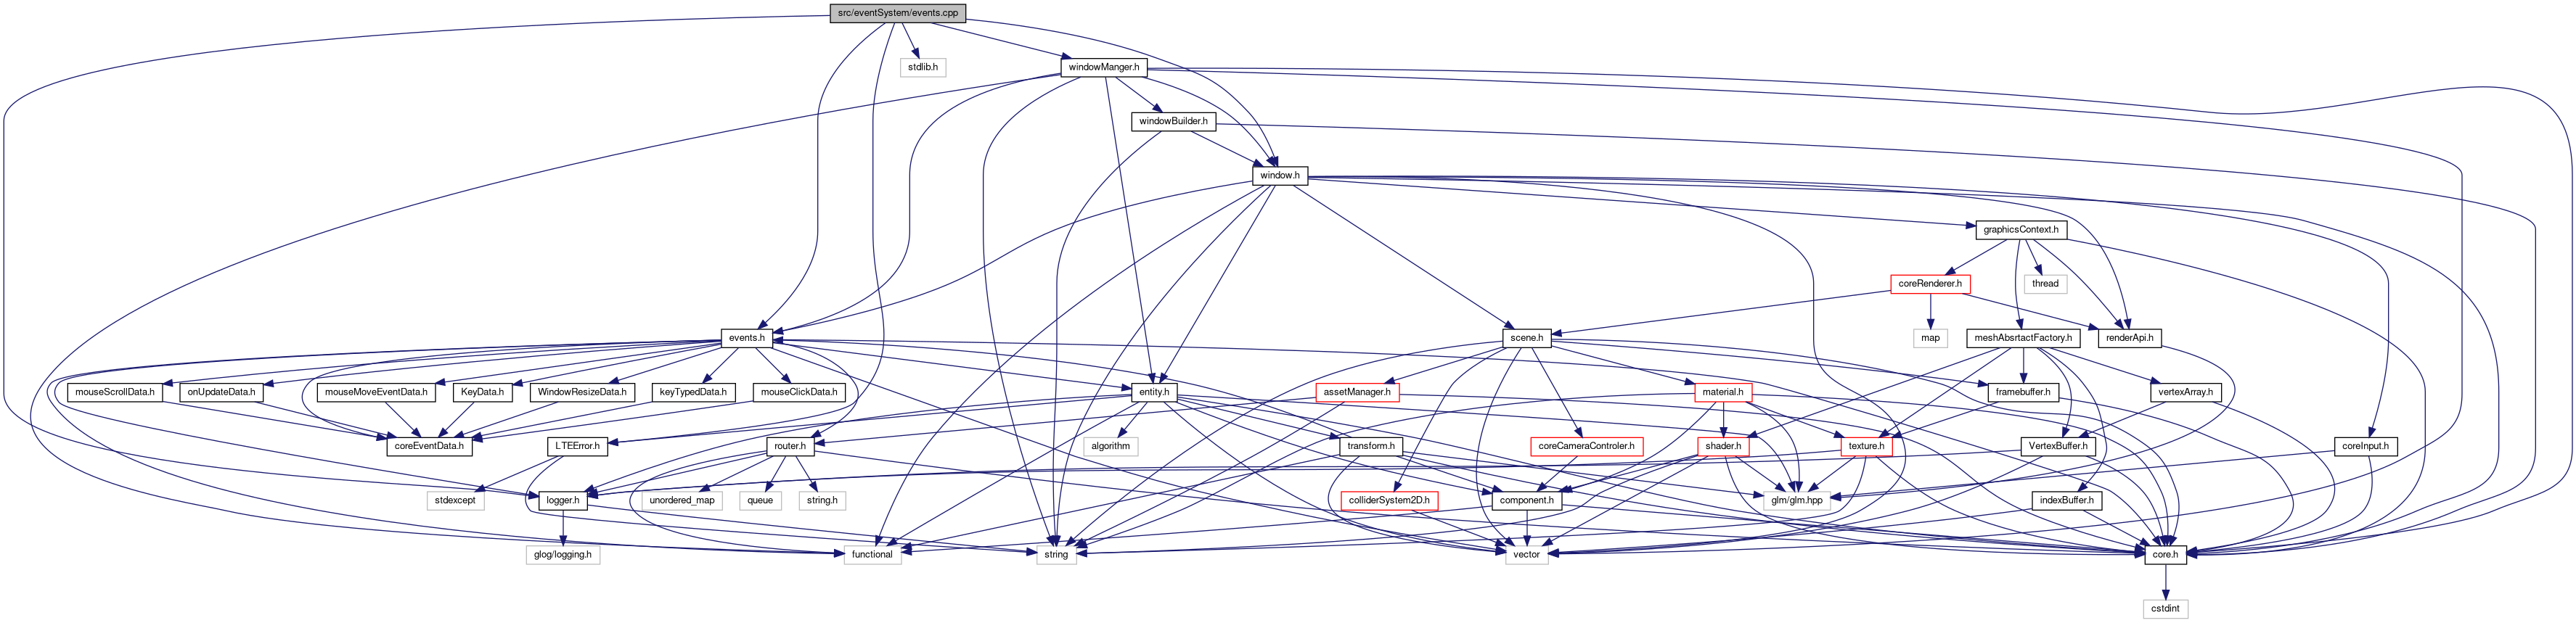 src/eventSystem/events.cpp
stdlib.h
windowManger.h
windowBuilder.h
window.h
graphicsContext.h
coreRenderer.h
thread
events.h
scene.h
map
meshAbsrtactFactory.h
renderApi.h
mouseScrollData.h
onUpdateData.h
mouseMoveEventData.h
KeyData.h
WindowResizeData.h
keyTypedData.h
mouseClickData.h
entity.h
assetManager.h
material.h
framebuffer.h
vertexArray.h
coreEventData.h
LTEError.h
router.h
algorithm
transform.h
coreCameraControler.h
shader.h
texture.h
VertexBuffer.h
coreInput.h
stdexcept
logger.h
unordered_map
queue
string.h
colliderSystem2D.h
component.h
glm/glm.hpp
indexBuffer.h
glog/logging.h
functional
string
vector
core.h
cstdint